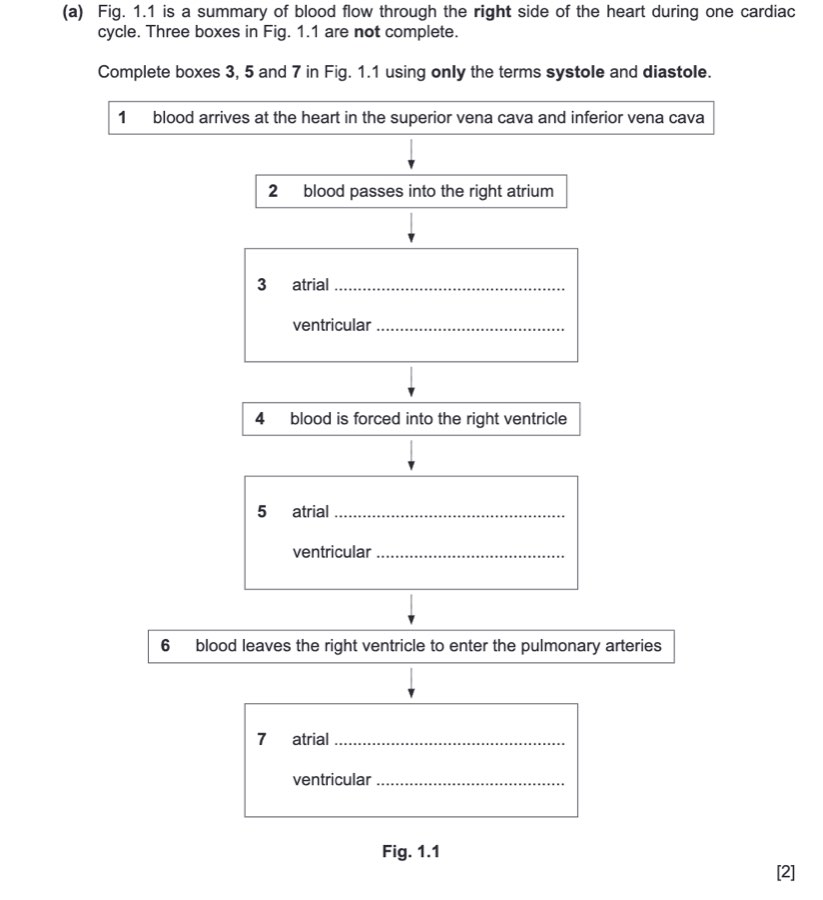 (a) Fig. 1.1 is a summary of blood flow through the right side of the heart during one cardiac
cycle. Three boxes in Fig. 1.1 are not complete.
Complete boxes 3, 5 and 7 in Fig. 1.1 using only the terms systole and diastole.
1 blood arrives at the heart in the superior vena cava and inferior vena cava
2 blood passes into the right atrium
3 atrial ..................................................
ventricular ........................................
4 blood is forced into the right ventricle
5 atrial ..................................................
ventricular ........................................
6 blood leaves the right ventricle to enter the pulmonary arteries
7 atrial ..................................................
ventricular ........................................
Fig. 1.1
[2]